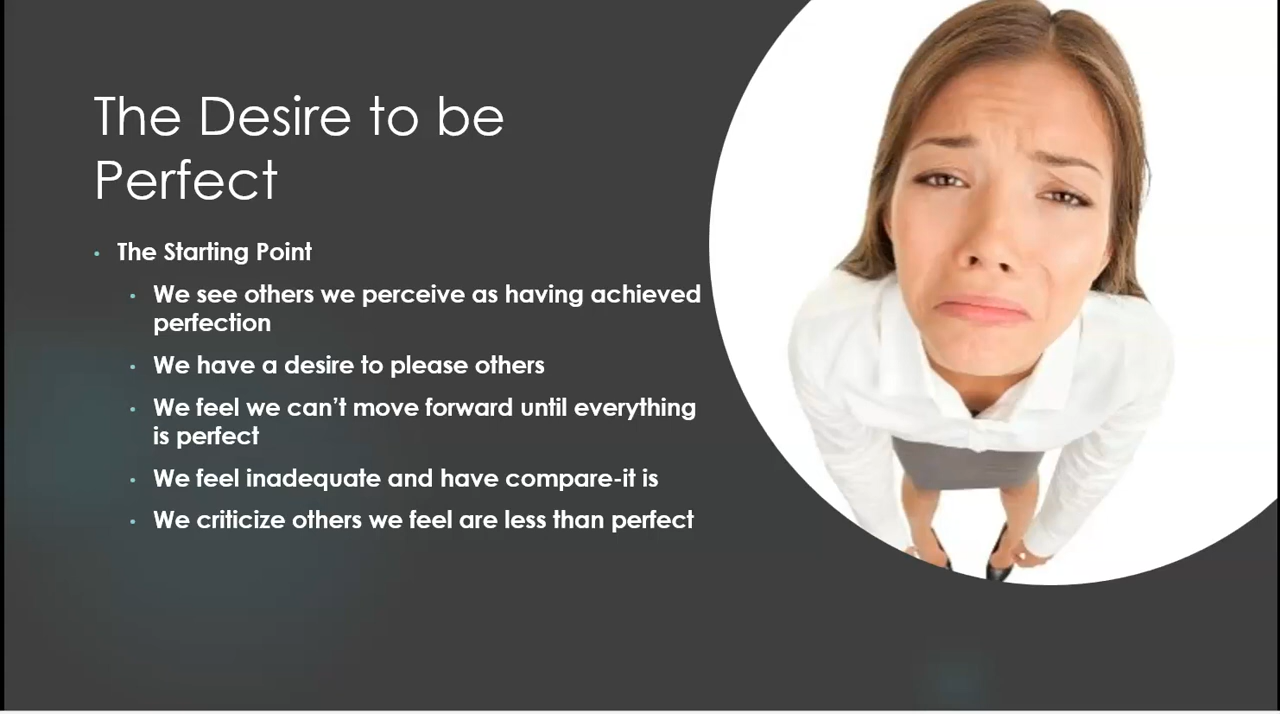 The Desire to be
Perfect
• The Starting Point
• We see others we perceive as having achieved
perfection
• We have a desire to please others
• We feel we can’t move forward until everything
is perfect
• We feel inadequate and have compare-it is
• We criticize others we feel are less than perfect